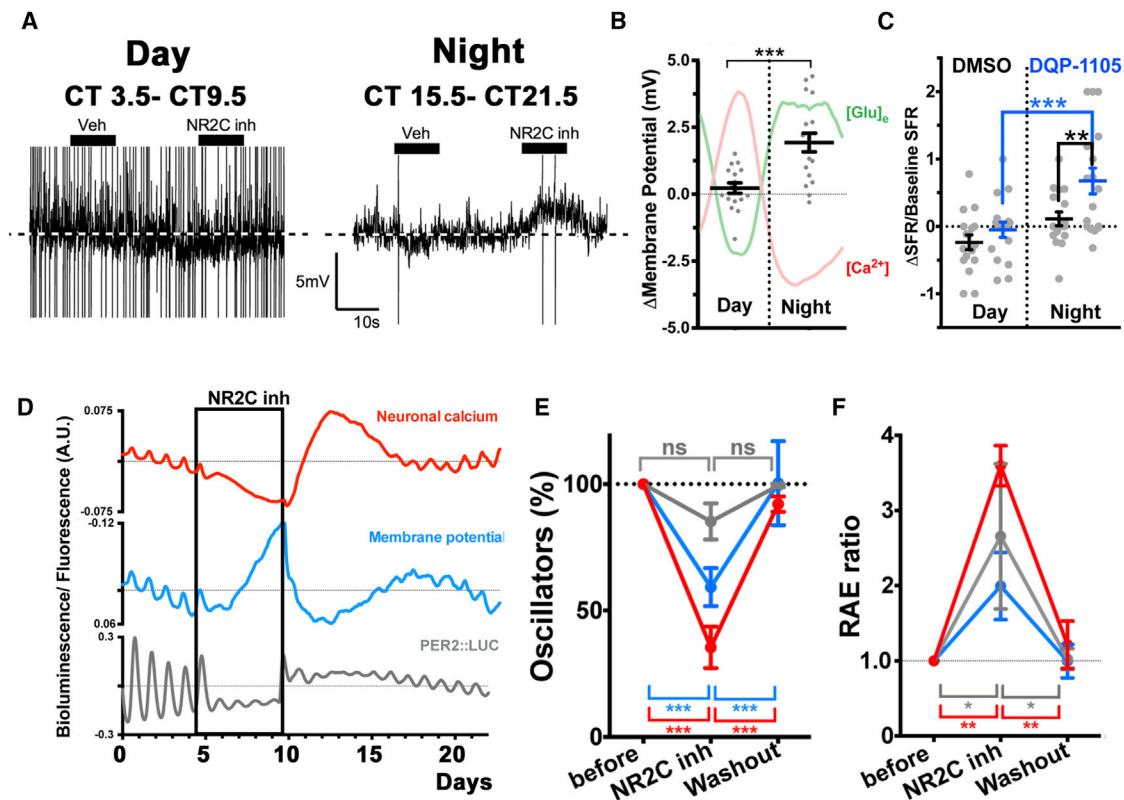 A
Day
CT 3.5- CT9.5
Veh
NR2C inh
Night
CT 15.5- CT21.5
Veh
NR2C inh
5mV
10s
B
ΔMembrane Potential (mV)
5.0
2.5
0.0
-2.5
-5.0
***
[Glu]e
[Ca2+]
Day
Night
C
ΔSFR/Baseline SFR
DMSO
DQP-1105
2
1
0
-1
***
**
Day
Night
D
NR2C inh
Bioluminescence/ Fluorescence (A.U.)
0.075
Neuronal calcium
-0.075
-0.12
Membrane potential
0.06
0.3
PER2::LUC
-0.3
0
5
10
15
20
Days
E
Oscillators (%)
100
50
0
ns
ns
***
***
***
***
before
NR2C inh
Washout
F
RAE ratio
4
3
2
1.0
0
*
*
**
**
before
NR2C inh
Washout